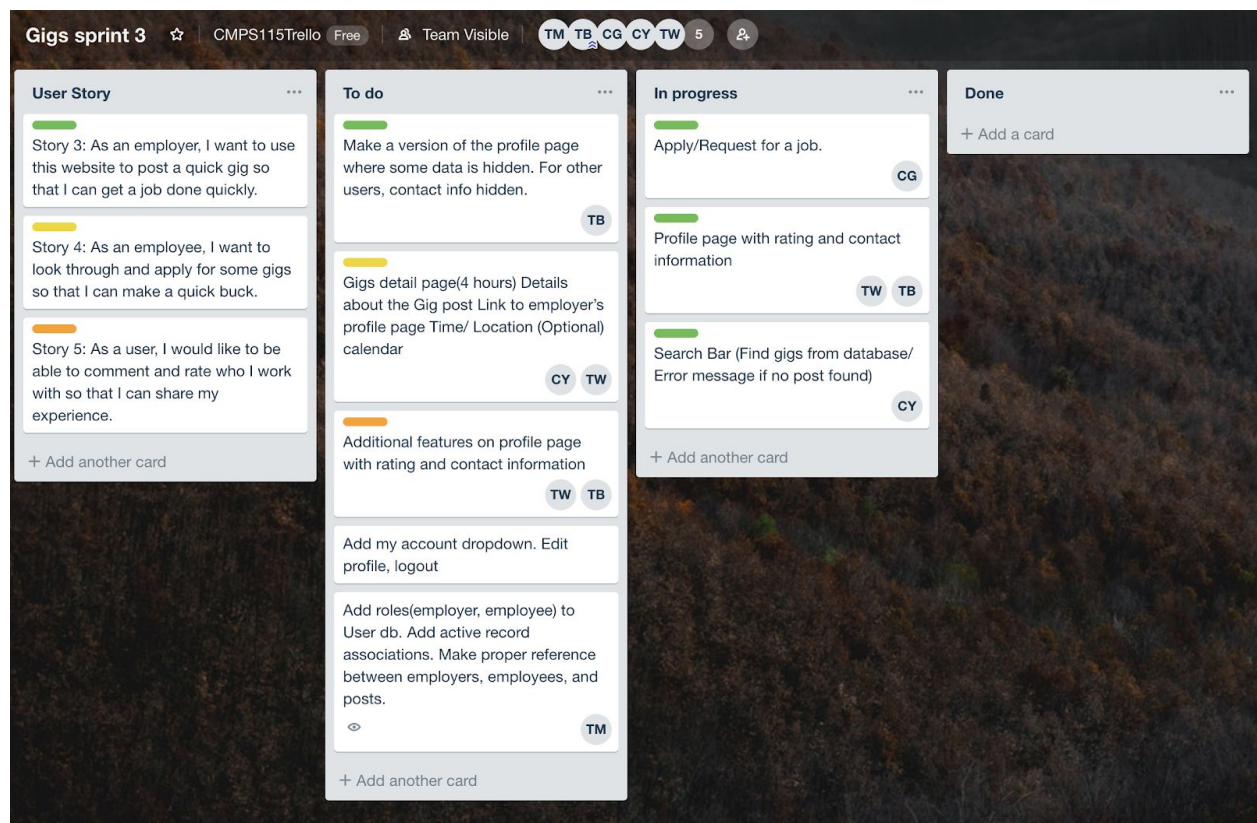 Gigs sprint 3 CMPS115Trello Free Team Visible TM TB CG CY TW 5
User Story
Story 3: As an employer, I want to use
this website to post a quick gig so
that I can get a job done quickly.
Story 4: As an employee, I want to
look through and apply for some gigs
so that I can make a quick buck.
Story 5: As a user, I would like to be
able to comment and rate who I work
with so that I can share my
experience.
+ Add another card
To do
Make a version of the profile page
where some data is hidden. For other
users, contact info hidden.
TB
Gigs detail page(4 hours) Details
about the Gig post Link to employer's
profile page Time/ Location (Optional)
calendar
CY TW
Additional features on profile page
with rating and contact information
TW TB
Add my account dropdown. Edit
profile, logout
Add roles(employer, employee) to
User db. Add active record
associations. Make proper reference
between employers, employees, and
posts.
TM
+ Add another card
In progress
Apply/Request for a job.
CG
Profile page with rating and contact
information
TW TB
Search Bar (Find gigs from database/
Error message if no post found)
CY
+ Add another card
Done
+ Add a card